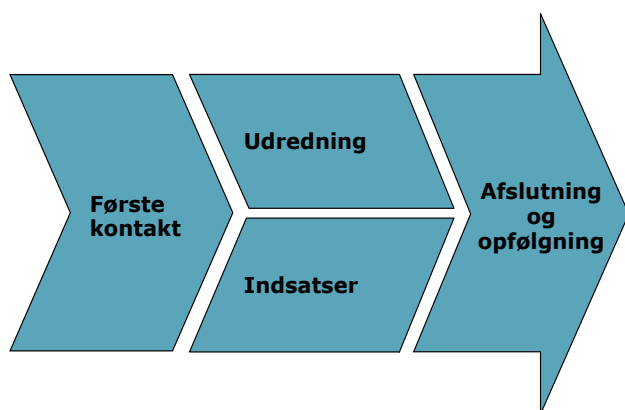 Første
kontakt
Udredning
Indsatser
Afslutning
og
opfølgning